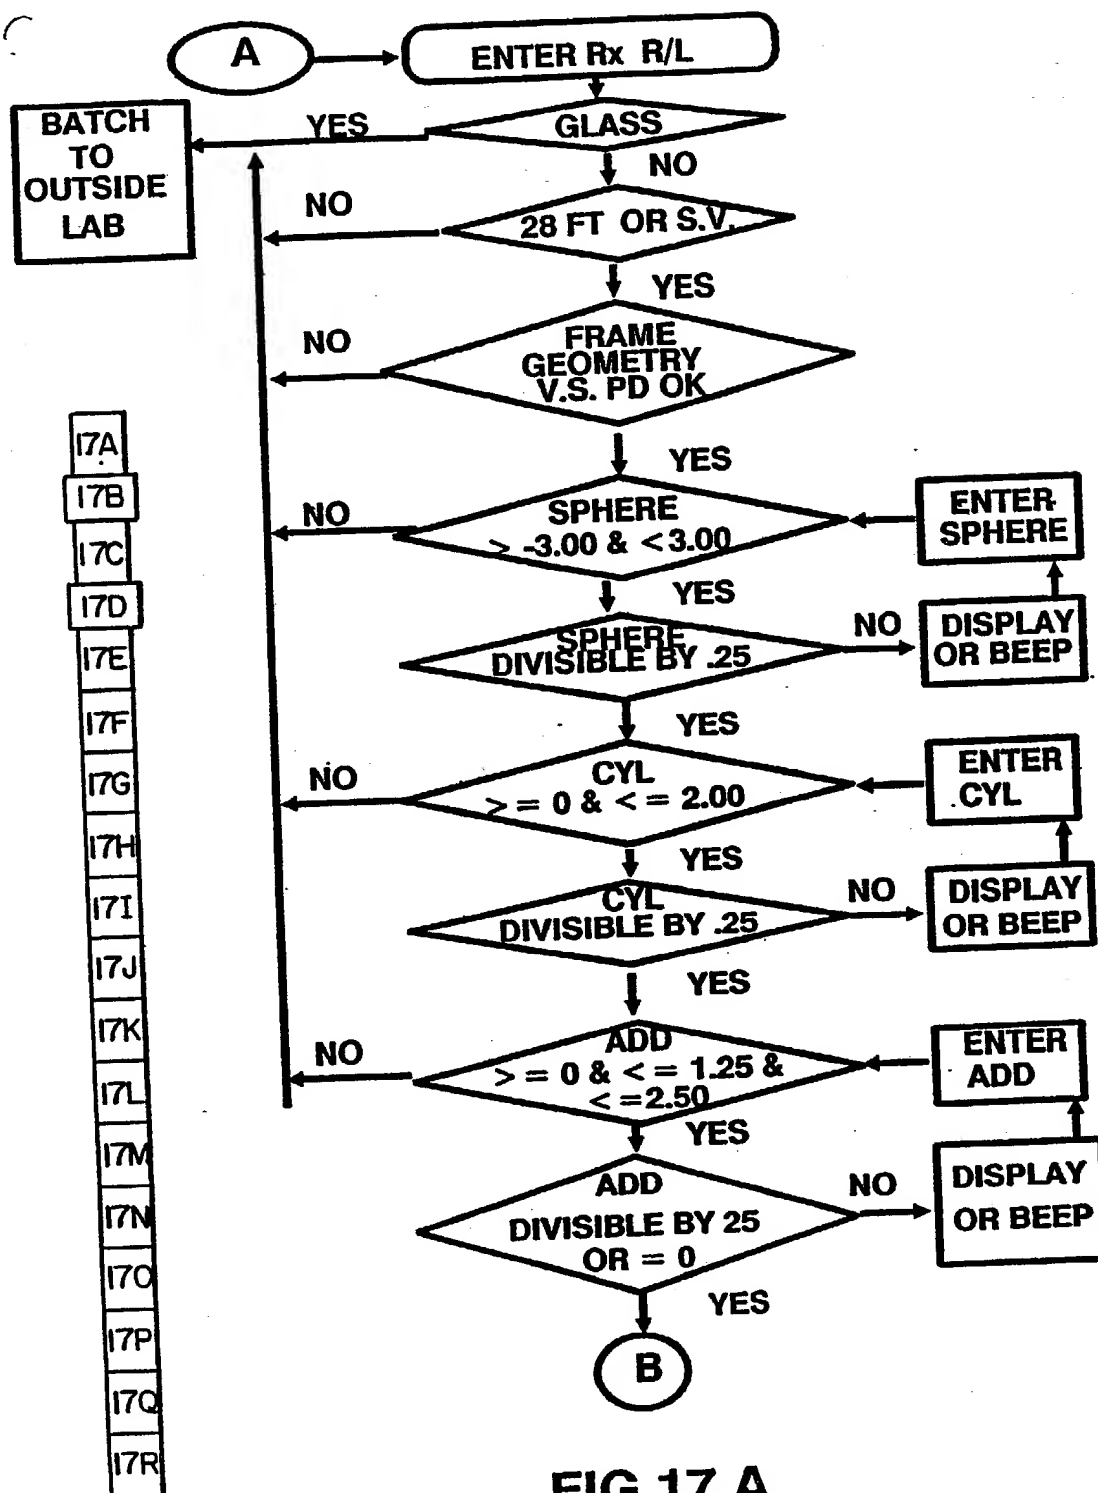 A
ENTER Rx R/L
BATCH
TO
OUTSIDE
LAB
YES
GLASS
NO
NO
28 FT OR S.V.
YES
NO
FRAME
GEOMETRY
V.S. PD OK
YES
NO
SPHERE
> -3.00 & <3.00
ENTER
SPHERE
YES
SPHERE
DIVISIBLE BY .25
NO
DISPLAY
OR BEEP
YES
NO
CYL
> = 0 & < = 2.00
ENTER
CYL
YES
CYL
DIVISIBLE BY .25
NO
DISPLAY
OR BEEP
YES
NO
ADD
> = 0 & < = 1.25 &
< =2.50
ENTER
ADD
YES
ADD
DIVISIBLE BY 25
OR = 0
NO
DISPLAY
OR BEEP
YES
B
17A
17B
17C
17D
17E
17F
17G
17H
17I
17J
17K
17L
17M
17N
17O
17P
17Q
17R
FIG 17 A